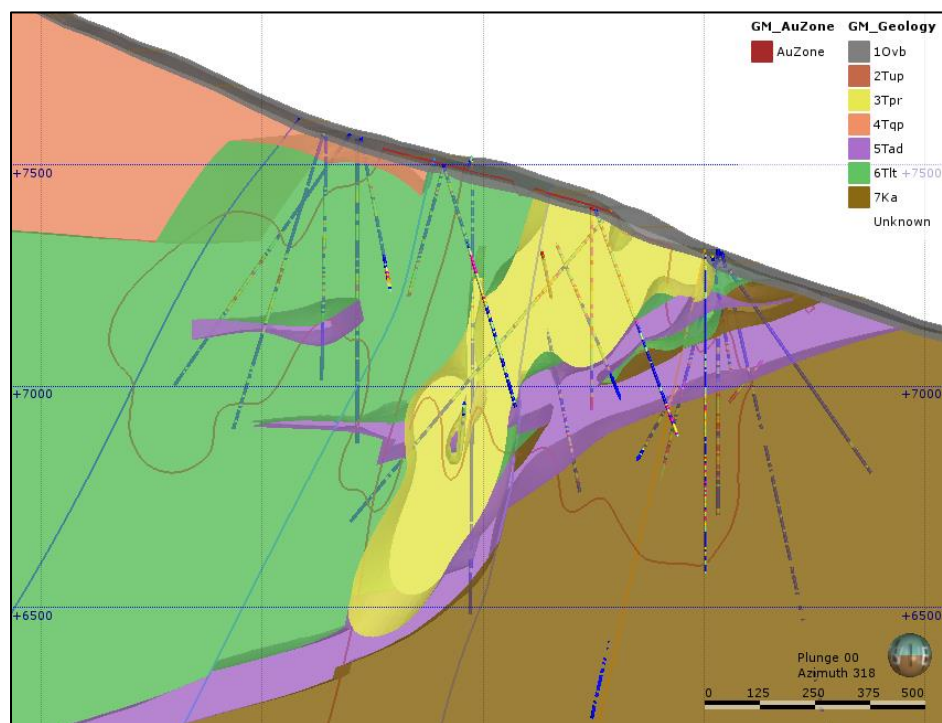 GM_AuZone GM_Geology
AuZone 1Ovb
2Tup
3Tpr
4Tqp
5Tad
6Tlt
7Ka
Unknown
+7500 +7500
+7000 +7000
+6500 +6500
Plunge 00
Azimuth 318
0 125 250 375 500